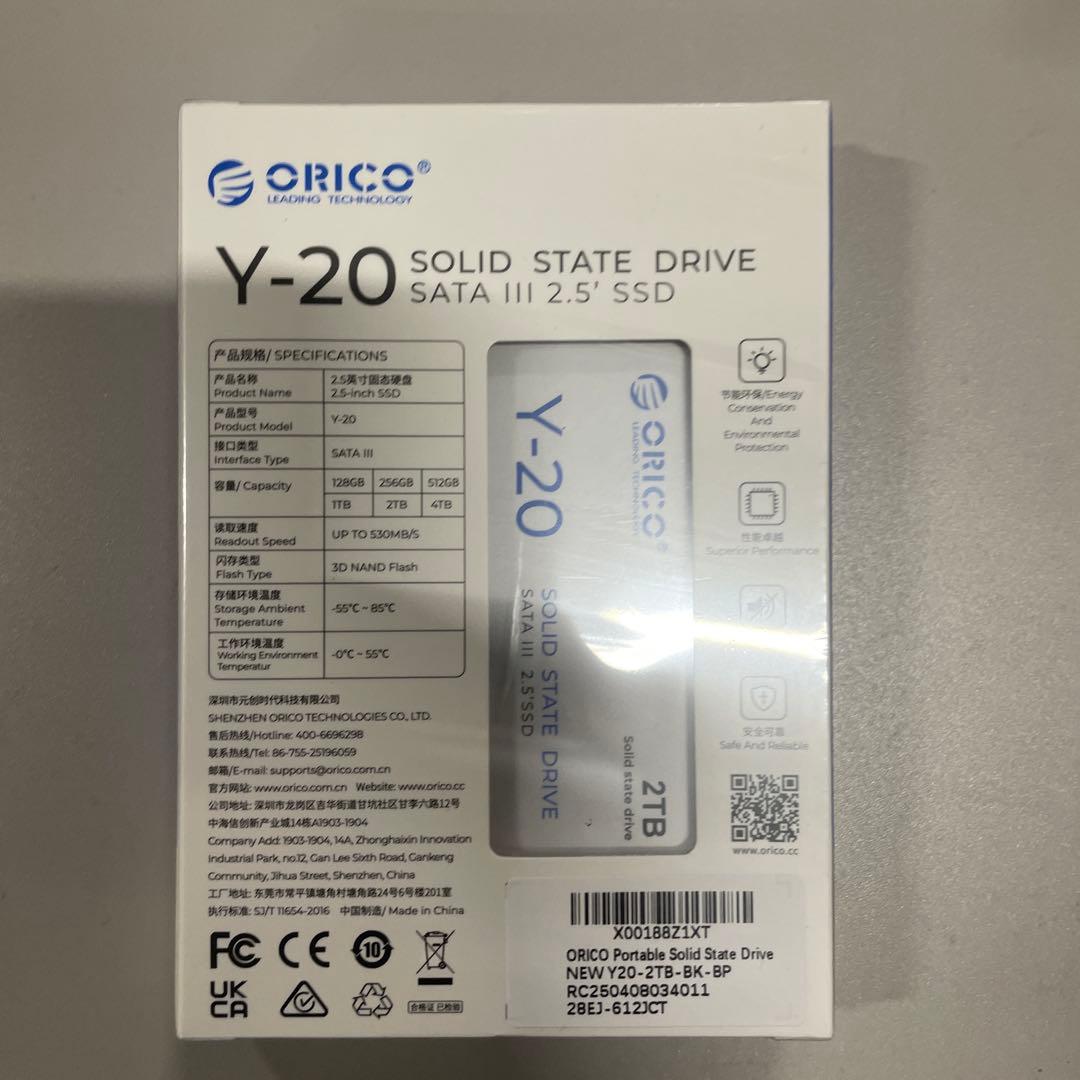 ORICO®
LEADING TECHNOLOGY
Y-20 SOLID STATE DRIVE
SATA III 2.5' SSD
产品规格/ SPECIFICATIONS
产品名称
Product Name
2.5英寸固态硬盘
2.5-inch SSD
产品型号
Product Model
Y-20
接口类型
Interface Type
SATA III
容量/ Capacity
128GB 256GB 512GB
1TB 2TB 4TB
读取速度
Readout Speed
UP TO 530MB/S
闪存类型
Flash Type
3D NAND Flash
存储环境温度
Storage Ambient
Temperature
-55℃ ~ 85℃
工作环境温度
Working Environment
Temperatur
-0℃ ~ 55℃
深圳市元创时代科技有限公司
SHENZHEN ORICO TECHNOLOGIES CO., LTD.
售后热线/Hotline: 400-6696298
联系热线/Tel: 86-755-25196059
邮箱/E-mail: supports@orico.com.cn
官方网站: www.orico.com.cn Website: www.orico.cc
公司地址: 深圳市龙岗区吉华街道甘坑社区甘李六路12号
中海信创新产业城14栋A1903-1904
Company Add: 1903-1904, 14A, Zhonghaixin Innovation
Industrial Park, no.12, Gan Lee Sixth Road, Gankeng
Community, Jihua Street, Shenzhen, China
工厂地址: 东莞市常平镇塘角村塘角路24号6号楼201室
执行标准: SJ/T 11654-2016 中国制造/ Made in China
FC CE 10
UK
CA
合格证 已检验
ORICO®
LEADING TECHNOLOGY
Y-20
SOLID STATE DRIVE
SATA III 2.5'SSD
2TB
Solid state drive
节能环保/Energy
Conservation
And
Environmental
Protection
性能卓越
Superior Performance
安全可靠
Safe And Reliable
www.orico.cc
X00188Z1XT
ORICO Portable Solid State Drive
NEW Y20-2TB-BK-BP
RC250408034011
28EJ-612JCT